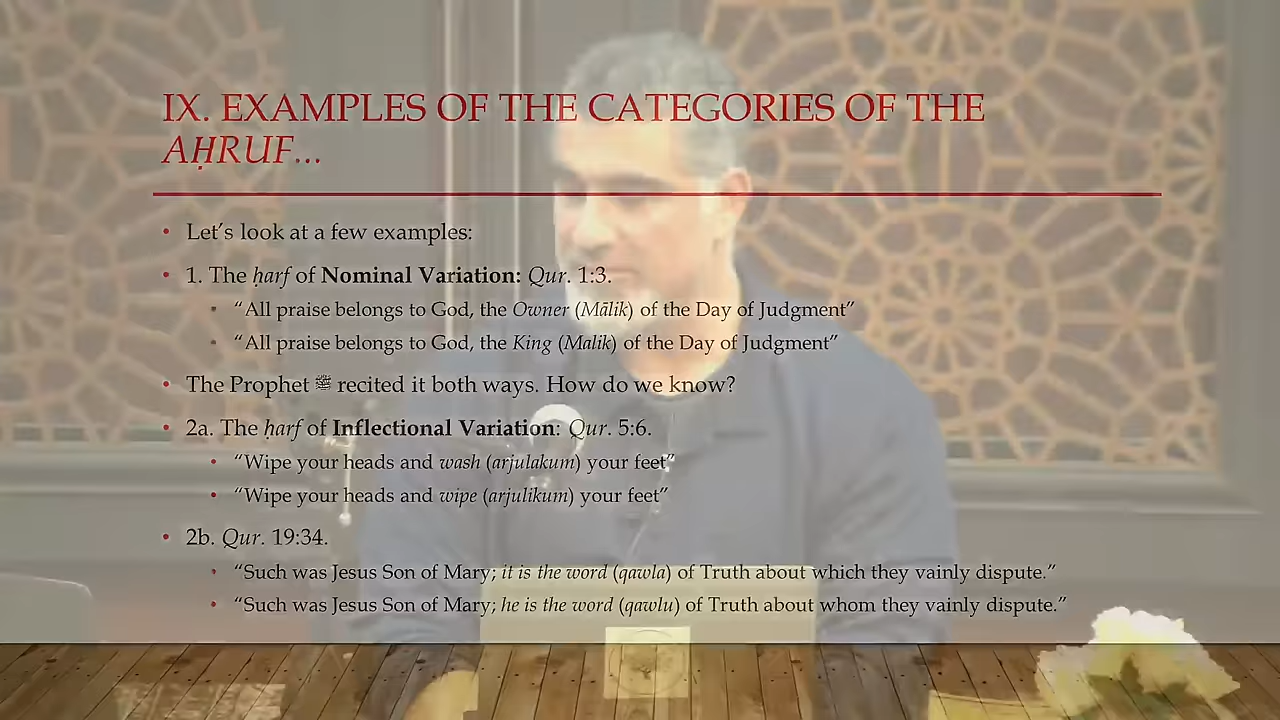 IX. EXAMPLES OF THE CATEGORIES OF THE
AḤRUF...
• Let's look at a few examples:
• 1. The ḥarf of Nominal Variation: Qur. 1:3.
• “All praise belongs to God, the Owner (Mālik) of the Day of Judgment”
• “All praise belongs to God, the King (Malik) of the Day of Judgment”
• The Prophet ﷺ recited it both ways. How do we know?
• 2a. The ḥarf of Inflectional Variation: Qur. 5:6.
• “Wipe your heads and wash (arjulakum) your feet”
• “Wipe your heads and wipe (arjulikum) your feet”
• 2b. Qur. 19:34.
• “Such was Jesus Son of Mary; it is the word (qawla) of Truth about which they vainly dispute.”
• “Such was Jesus Son of Mary; he is the word (qawlu) of Truth about whom they vainly dispute.”